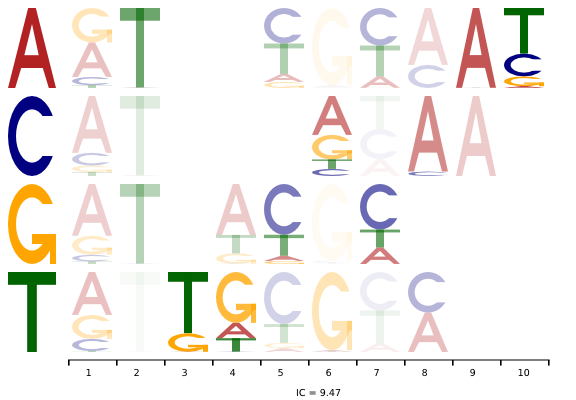 A G A C T C T A G G C T A A C A T C G A
C A C G T A G T C T C A A C A
G A G C T A T G C T G C T A
T A G C T T G G A T C T G G C T C A
1 2 3 4 5 6 7 8 9 10
IC = 9.47